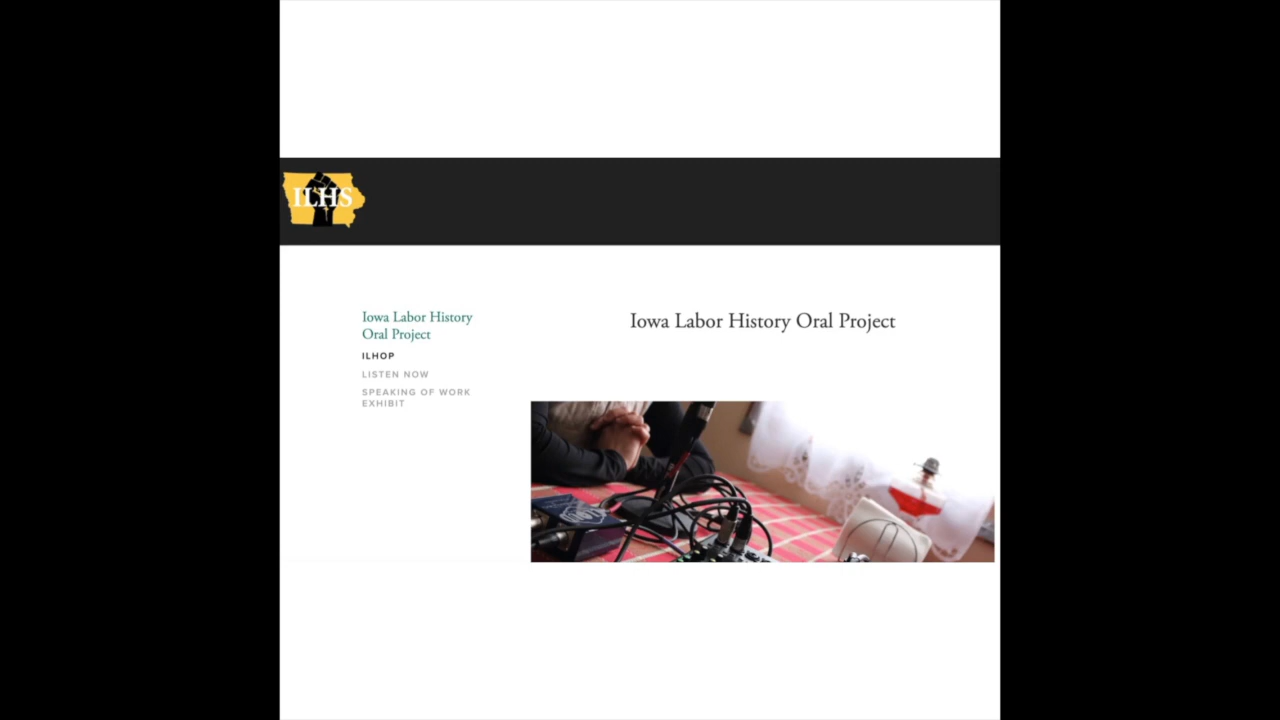 ILHS
Iowa Labor History
Oral Project
ILHOP
LISTEN NOW
SPEAKING OF WORK
EXHIBIT
Iowa Labor History Oral Project